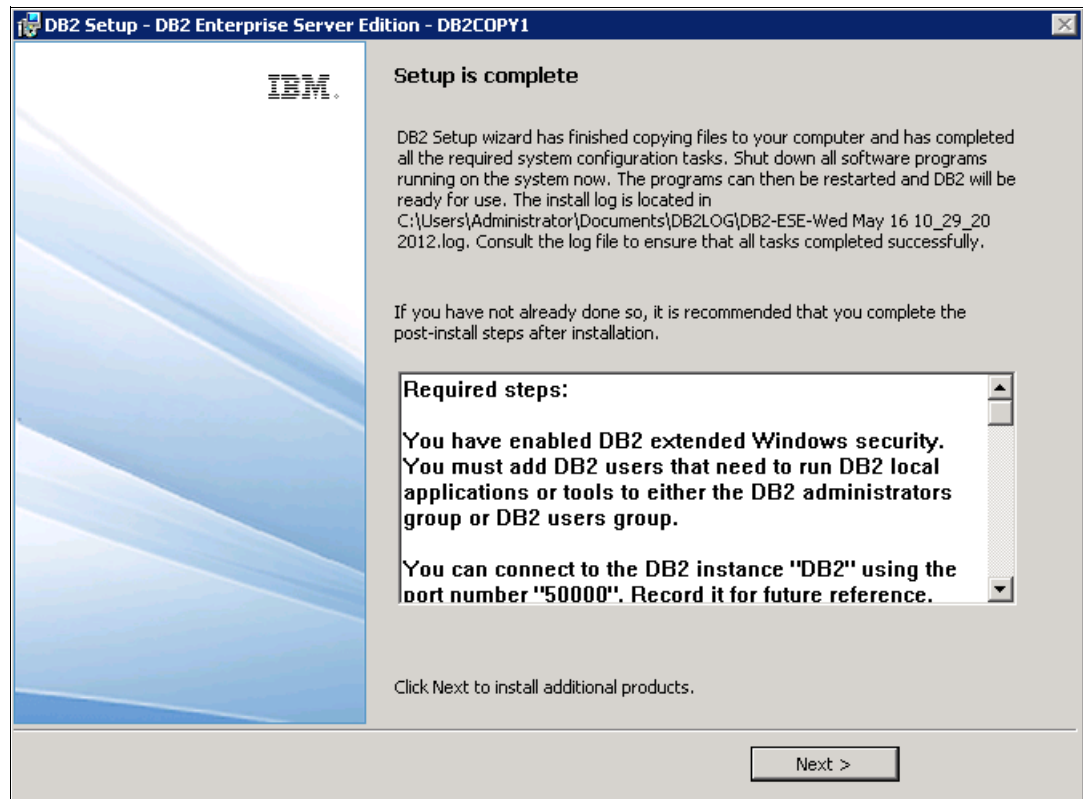 DB2 Setup - DB2 Enterprise Server Edition - DB2COPY1
IBM
Setup is complete
DB2 Setup wizard has finished copying files to your computer and has completed
all the required system configuration tasks. Shut down all software programs
running on the system now. The programs can then be restarted and DB2 will be
ready for use. The install log is located in
C:\Users\Administrator\Documents\DB2LOG\DB2-ESE-Wed May 16 10_29_20
2012.log. Consult the log file to ensure that all tasks completed successfully.
If you have not already done so, it is recommended that you complete the
post-install steps after installation.
Required steps:
You have enabled DB2 extended Windows security.
You must add DB2 users that need to run DB2 local
applications or tools to either the DB2 administrators
group or DB2 users group.
You can connect to the DB2 instance "DB2" using the
port number "50000". Record it for future reference.
Click Next to install additional products.
Next >